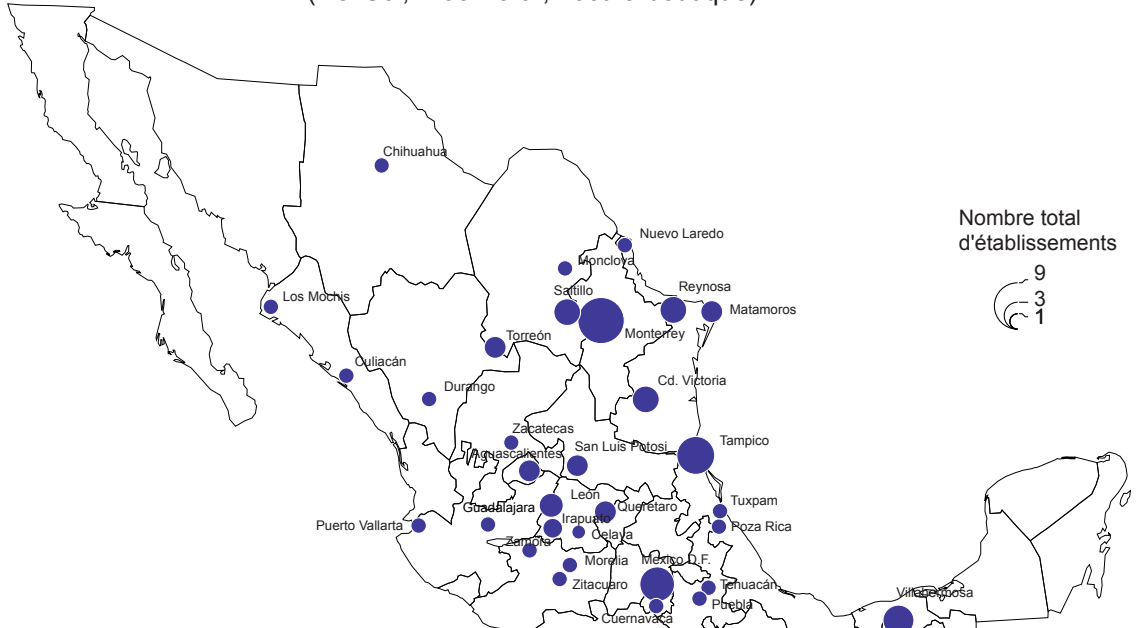 Chihuahua
Nuevo Laredo
Monclova
Nombre total
d'établissements
9
3
1
Saltillo
Reynosa
Los Mochis
Matamoros
Monterrey
Torreón
Culiacán
Durango
Cd. Victoria
Zacatecas
San Luis Potosi
Tampico
Aguascalientes
León
Tuxpam
Guadalajara
Queretaro
Puerto Vallarta
Irapuato
Poza Rica
Celaya
Zamora
Morelia
Mexico D.F.
Zitacuaro
Tehuacán
Villahermosa
Puebla
Cuernavaca